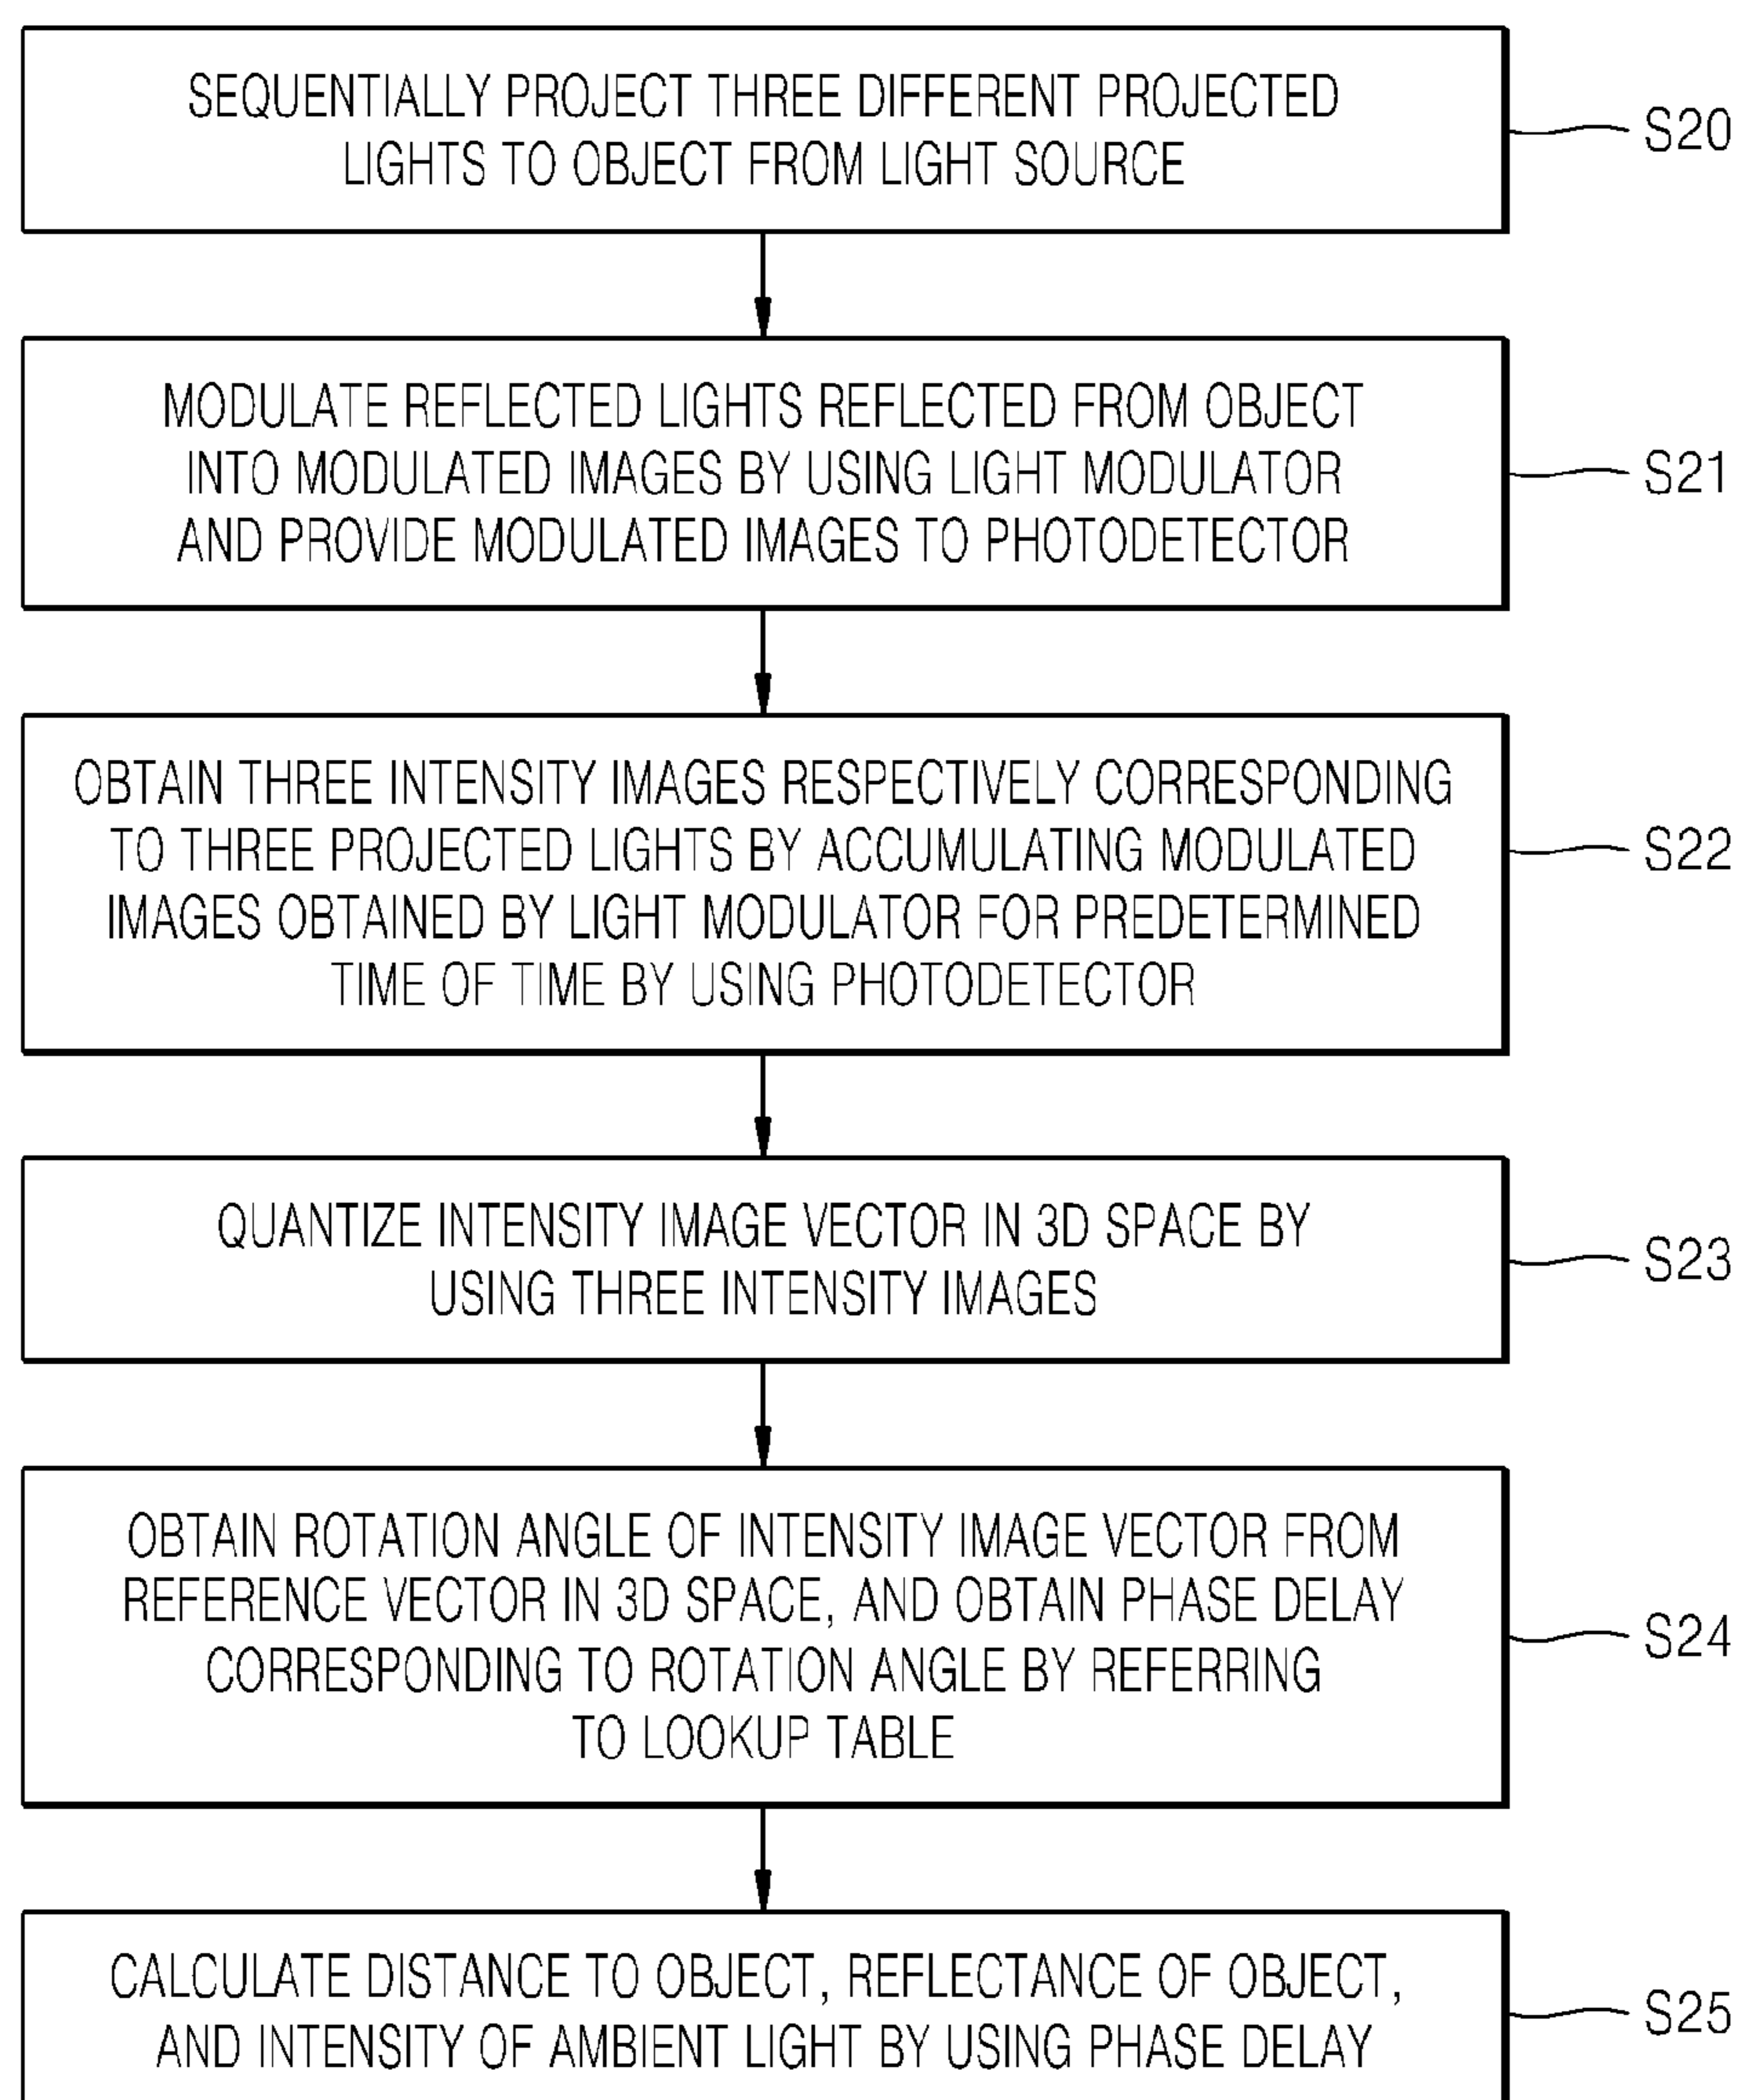 SEQUENTIALLY PROJECT THREE DIFFERENT PROJECTED
LIGHTS TO OBJECT FROM LIGHT SOURCE
S20
MODULATE REFLECTED LIGHTS REFLECTED FROM OBJECT
INTO MODULATED IMAGES BY USING LIGHT MODULATOR
AND PROVIDE MODULATED IMAGES TO PHOTODETECTOR
S21
OBTAIN THREE INTENSITY IMAGES RESPECTIVELY CORRESPONDING
TO THREE PROJECTED LIGHTS BY ACCUMULATING MODULATED
IMAGES OBTAINED BY LIGHT MODULATOR FOR PREDETERMINED
TIME OF TIME BY USING PHOTODETECTOR
S22
QUANTIZE INTENSITY IMAGE VECTOR IN 3D SPACE BY
USING THREE INTENSITY IMAGES
S23
OBTAIN ROTATION ANGLE OF INTENSITY IMAGE VECTOR FROM
REFERENCE VECTOR IN 3D SPACE, AND OBTAIN PHASE DELAY
CORRESPONDING TO ROTATION ANGLE BY REFERRING
TO LOOKUP TABLE
S24
CALCULATE DISTANCE TO OBJECT, REFLECTANCE OF OBJECT,
AND INTENSITY OF AMBIENT LIGHT BY USING PHASE DELAY
S25